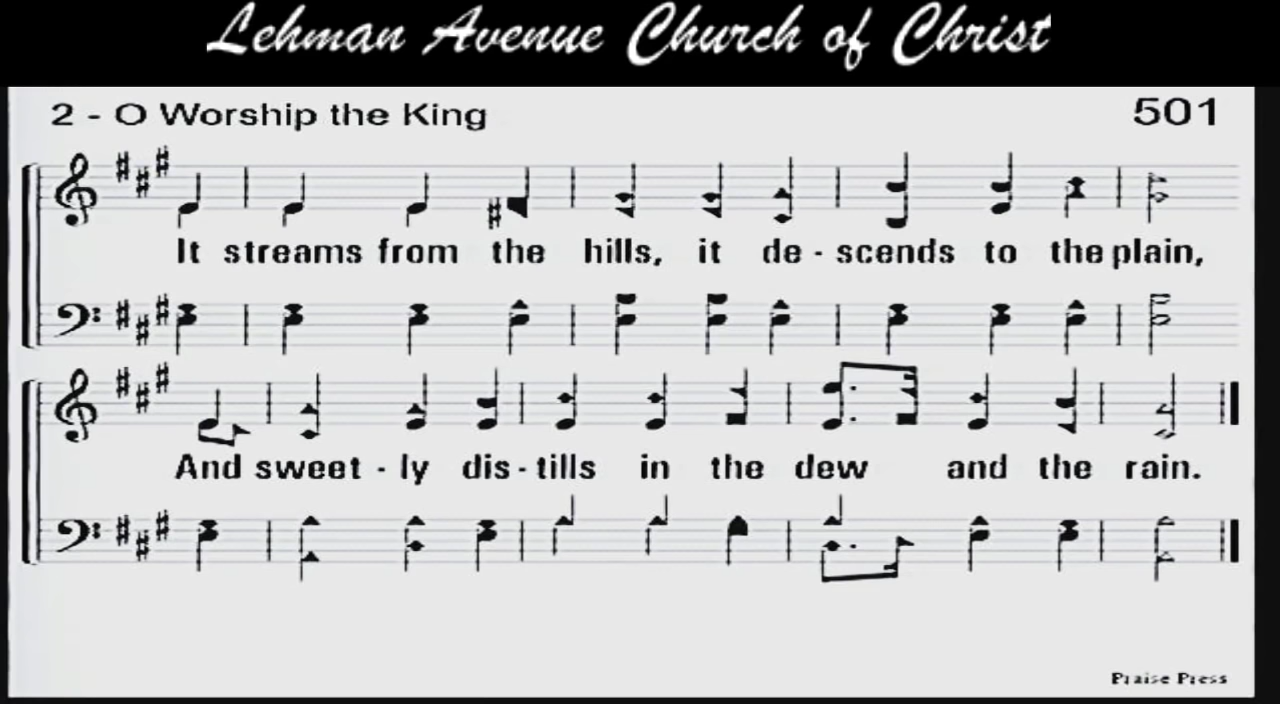 Lehman Avenue Church of Christ
2 - O Worship the King 501
It streams from the hills, it de - scends to the plain,
And sweet - ly dis - tills in the dew and the rain.
Praise Press